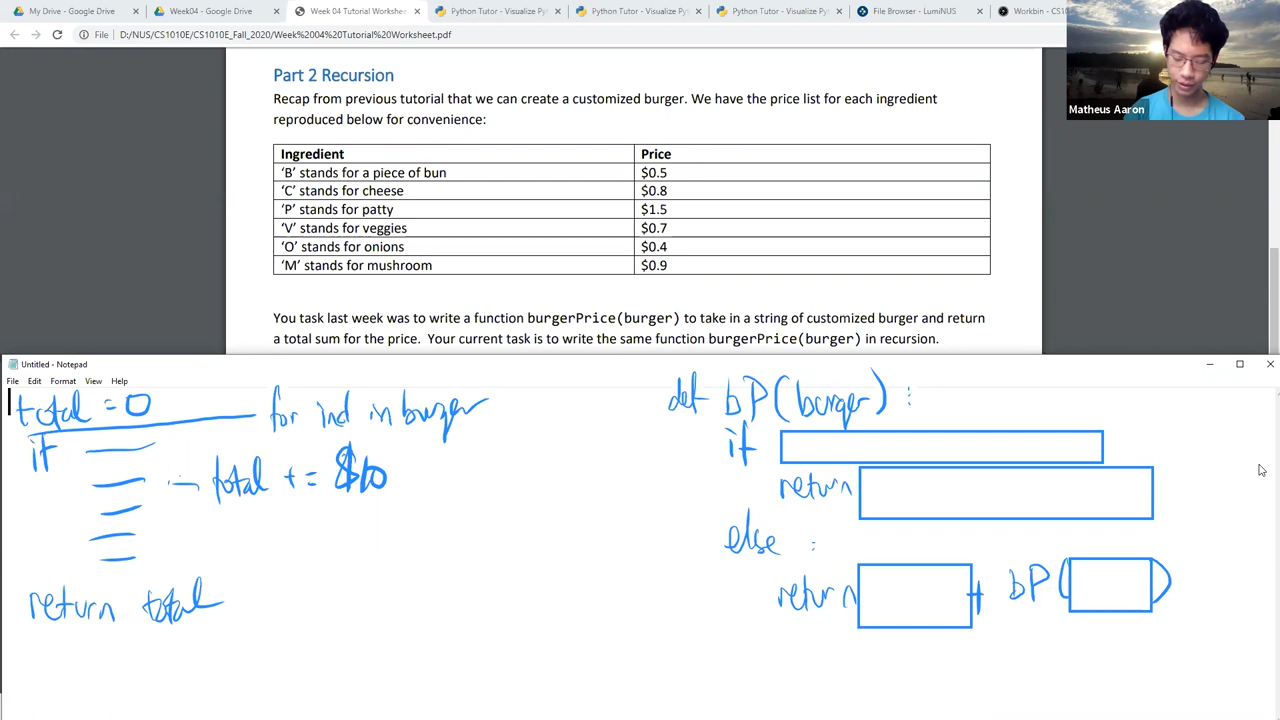 My Drive - Google Drive
Week04 - Google Drive
Week 04 Tutorial Workshee
Python Tutor - Visualize Pyth
Python Tutor - Visualize Pyth
Python Tutor - Visualize Pyth
File Browser - LumiNUS
Workbin - CS10
File
D:/NUS/CS1010E/CS1010E_Fall_2020/Week%2004%20Tutorial%20Worksheet.pdf
Matheus Aaron
Part 2 Recursion
Recap from previous tutorial that we can create a customized burger. We have the price list for each ingredient
reproduced below for convenience:
Ingredient Price
‘B’ stands for a piece of bun $0.5
‘C’ stands for cheese $0.8
‘P’ stands for patty $1.5
‘V’ stands for veggies $0.7
‘O’ stands for onions $0.4
‘M’ stands for mushroom $0.9
You task last week was to write a function burgerPrice(burger) to take in a string of customized burger and return
a total sum for the price. Your current task is to write the same function burgerPrice(burger) in recursion.
Untitled - Notepad
File Edit Format View Help
total = 0
for ind in burger
if
total +=
return total
def bP(burger) :
if
return
else :
return + bP( )